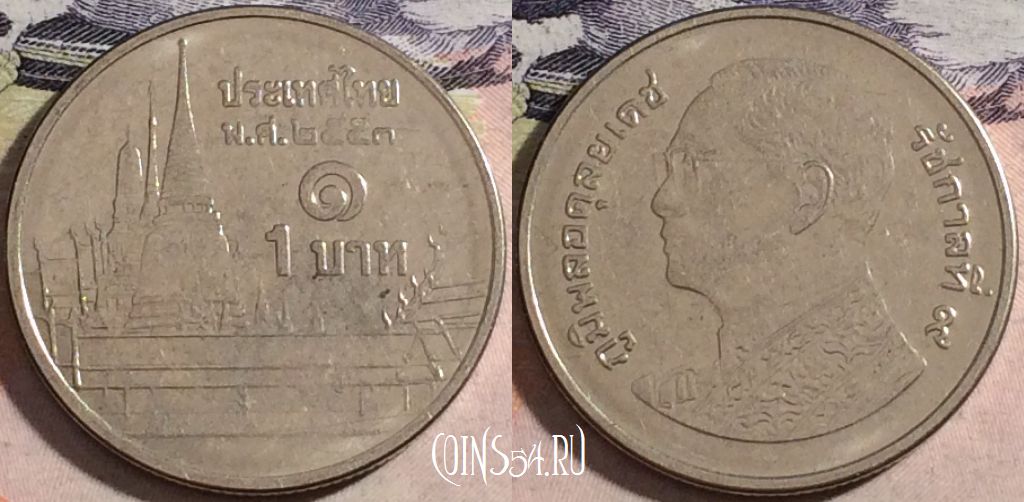 ประเทศไทย
พ.ศ.๒๕๕๓
๑
1 บาท
ภูมิพลอดุลยเดช
รัชกาลที่ ๙
COINS54.RU